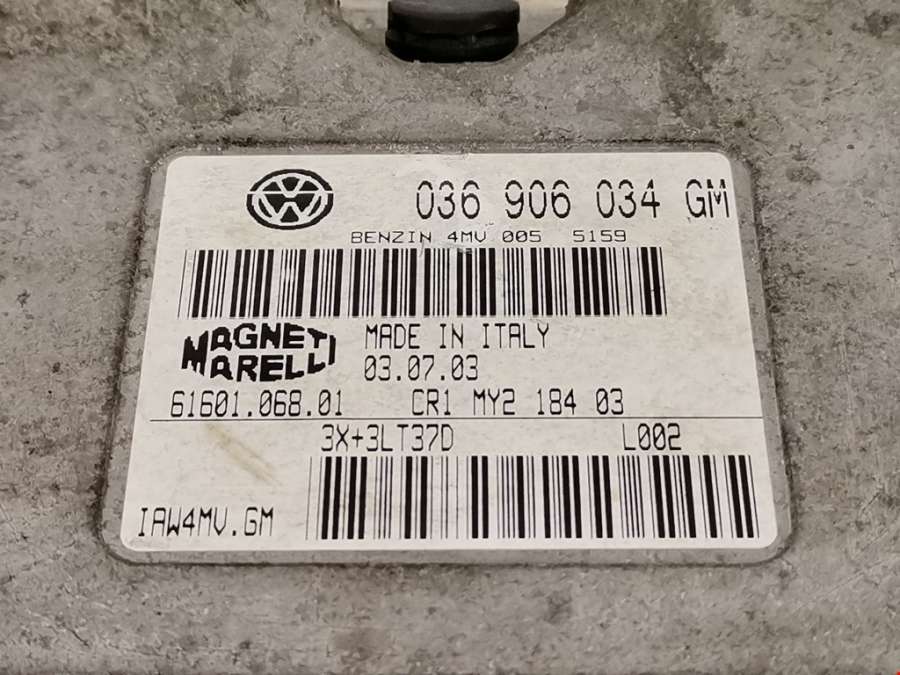 036 906 034 GM
BENZIN 4MV 005 5159
MAGNETI MARELLI
MADE IN ITALY
03.07.03
61601.068.01 CR1 MY2 184 03
3X+3LT37D L002
IAW4MV.GM